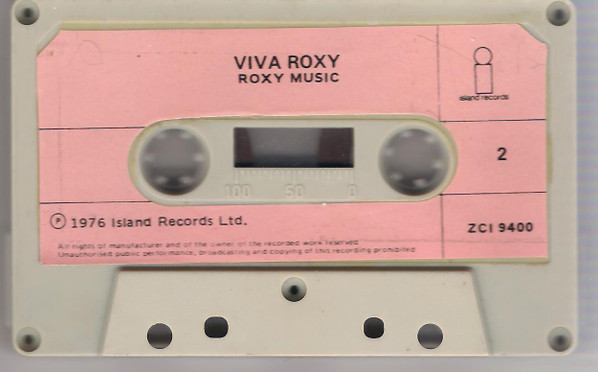 VIVA ROXY
ROXY MUSIC
island records
2
100 50 0
Ⓟ 1976 Island Records Ltd.
ZCI 9400
All rights of manufacturer and of the owner of the recorded work reserved
Unauthorised public performance, broadcasting and copying of this recording prohibited